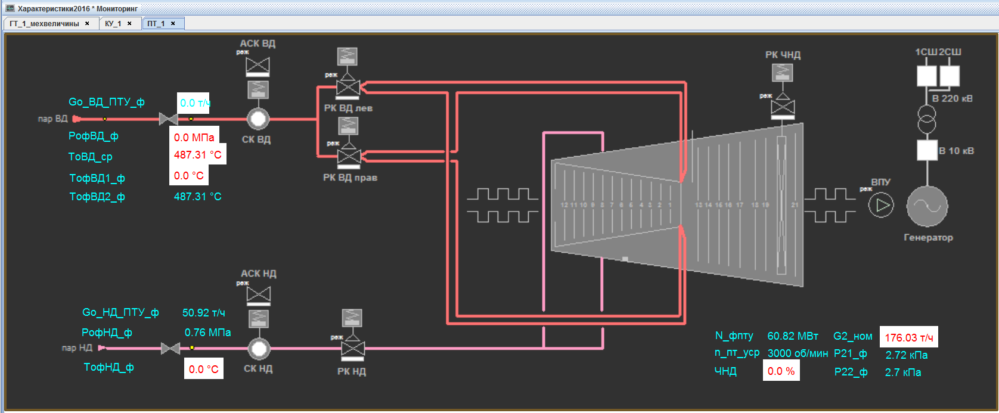 Характеристики2016 * Мониторинг
ГТ_1_мехвеличины × КУ_1 × ПТ_1 ×
АСК ВД
реж
РК ЧНД
1СШ 2СШ
реж
реж
В 220 кВ
Go_ВД_ПТУ_ф 0.0 т/ч
РК ВД лев
пар ВД
РофВД_ф 0.0 МПа
СК ВД
реж
ТоВД_ср 487.31 °С
В 10 кВ
ТофВД1_ф 0.0 °С
РК ВД прав
ВПУ
реж
ТофВД2_ф 487.31 °С
12 11 10 9 8 7 6 5 4 3 2 1 13 14 15 16 17 18 19 21
Генератор
АСК НД
реж
Go_НД_ПТУ_ф 50.92 т/ч
РофНД_ф 0.76 МПа
реж
пар НД
ТофНД_ф 0.0 °С
СК НД
РК НД
N_фпту 60.82 МВт G2_ном 176.03 т/ч
n_пт_уср 3000 об/мин Р21_ф 2.72 кПа
ЧНД 0.0 % Р22_ф 2.7 кПа